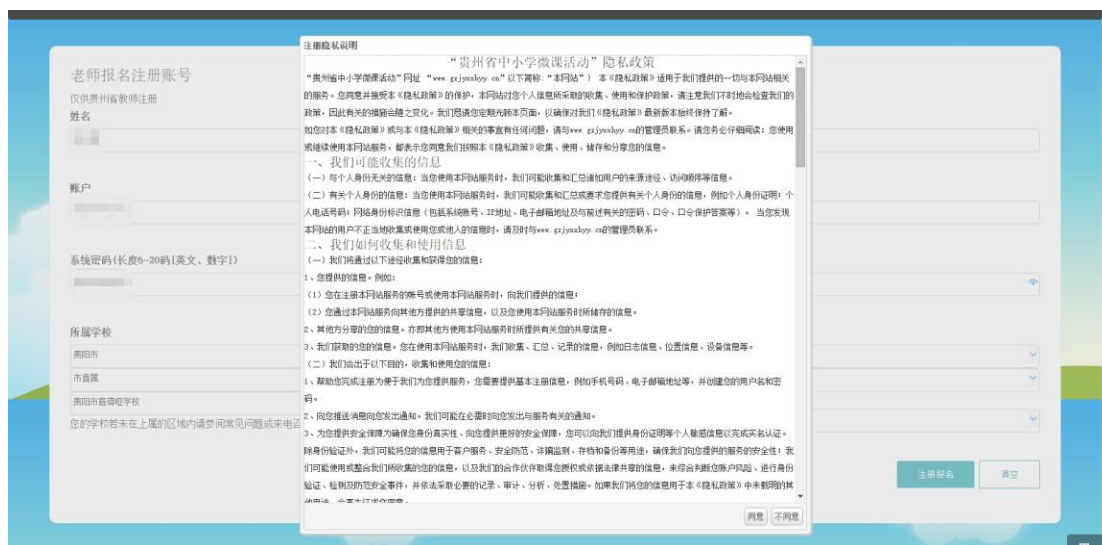 注册隐私说明
“贵州省中小学微课活动”隐私政策
“贵州省中小学微课活动”网址 “www.gzjyxxhyy.cn”以下简称:“本网站”） 本《隐私政策》适用于我们提供的一切与本网站相关
的服务。您同意并接受本《隐私政策》的保护，本网站对您个人信息所采取的收集、使用和保护政策，请注意我们不时地会检查我们的
政策，因此有关的措施会随之变化。我们恳请您定期光顾本页面，以确保对我们《隐私政策》最新版本始终保持了解。
如您对本《隐私政策》或与本《隐私政策》相关的事宜有任何问题，请与www.gzjyxxhyy.cn的管理员联系。请您务必仔细阅读：您使用
或继续使用本网站服务，都表示您同意我们按照本《隐私政策》收集、使用、储存和分享您的信息。
一、我们可能收集的信息
（一）与个人身份无关的信息：当您使用本网站服务时，我们可能收集和汇总诸如用户的来源途径、访问顺序等信息。
（二）有关个人身份的信息：当您使用本网站服务时，我们可能收集和汇总或要求您提供有关个人身份的信息，例如个人身份证明：个
人电话号码：网络身份标识信息（包括系统账号、IP地址、电子邮箱地址及与前述有关的密码、口令、口令保护答案等）。 当您发现
本网站的用户不正当地收集或使用您或他人的信息时，请及时与www.gzjyxxhyy.cn的管理员联系。
二、我们如何收集和使用信息
（一）我们将通过以下途径收集和获得您的信息：
1、您提供的信息。例如：
（1）您在注册本网站服务的帐号或使用本网站服务时，向我们提供的信息：
（2）您通过本网站服务向其他方提供的共享信息，以及您使用本网站服务时所储存的信息。
2、其他方分享的您的信息。亦即其他方使用本网站服务时所提供有关您的共享信息。
3、我们获取的您的信息。您在使用本网站服务时，我们收集、汇总、记录的信息，例如日志信息、位置信息、设备信息等。
（二）我们会出于以下目的，收集和使用您的信息：
1、帮助您完成注册为便于我们为您提供服务，您需要提供基本注册信息，例如手机号码、电子邮箱地址等，并创建您的用户名和密
码。
2、向您推送消息向您发出通知。我们可能在必需时向您发出与服务有关的通知。
3、为您提供安全保障为确保您身份真实性、向您提供更好的安全保障，您可以向我们提供身份证明等个人敏感信息以完成实名认证。
除身份验证外，我们可能将您的信息用于客户服务、安全防范、诈骗监测、存档和备份等用途，确保我们向您提供的服务的安全性；我
们可能使用或整合我们所收集的您的信息，以及我们的合作伙伴取得您授权或依据法律共享的信息，来综合判断您账户风险、进行身份
验证、检测及防范安全事件，并依法采取必要的记录、审计、分析、处置措施。如果我们将您的信息用于本《隐私政策》中未载明的其
他用途，会事先征求您同意。
同意 不同意
老师报名注册账号
仅供贵州省教师注册
姓名
账户
系统密码(长度6-20码[英文、数字])
所属学校
贵阳市
市直属
贵阳市盲聋哑学校
您的学校若未在上属的区域内请参阅常见问题或来电咨
注册报名 清空